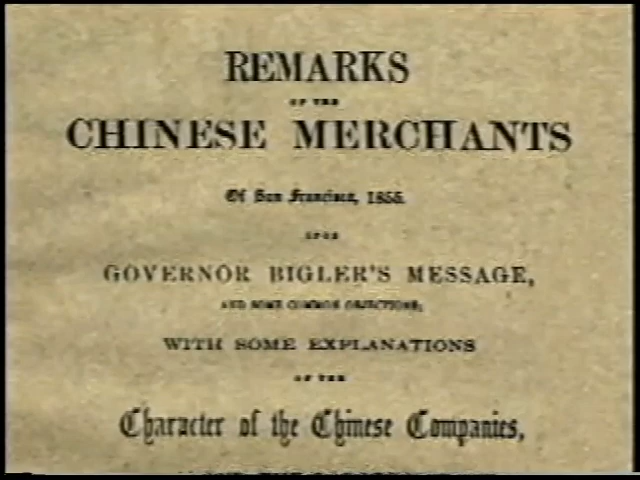 REMARKS
OF THE
CHINESE MERCHANTS
Of San Francisco, 1855.
UPON
GOVERNOR BIGLER'S MESSAGE,
AND SOME COMMON OBJECTIONS;
WITH SOME EXPLANATIONS
OF THE
Character of the Chinese Companies,